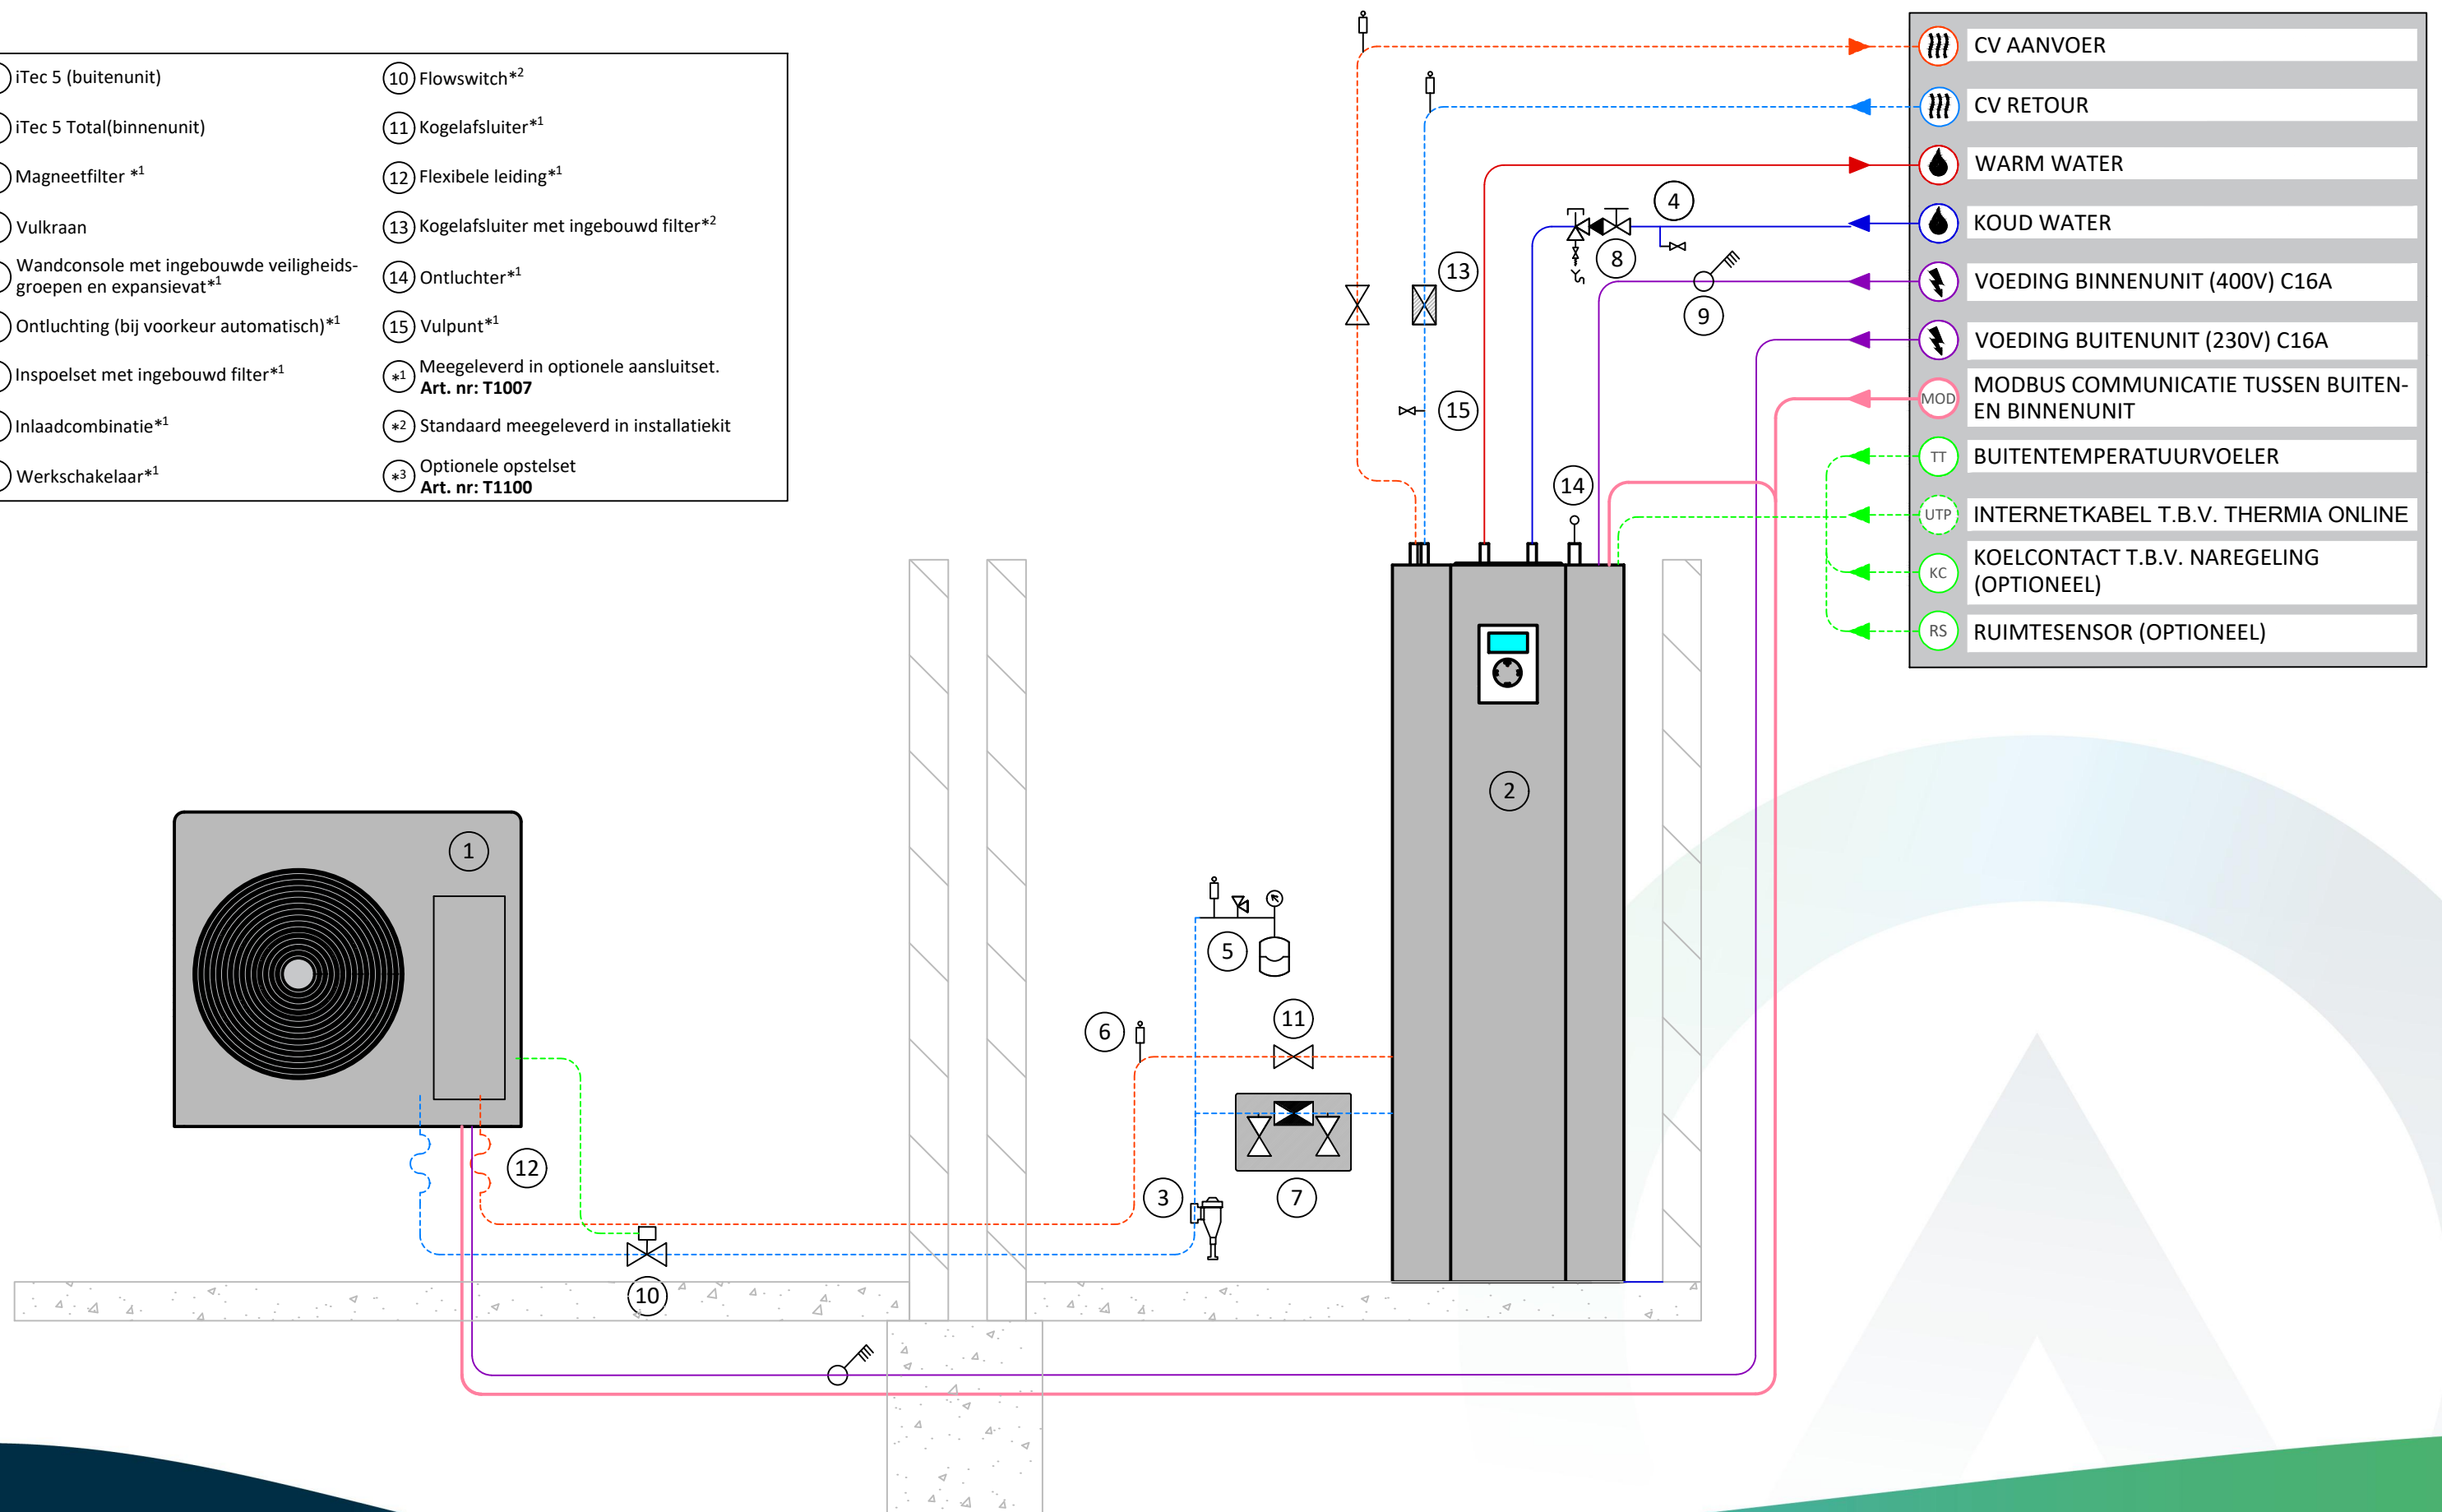 iTec 5 (buitenunit)
iTec 5 Total(binnenunit)
Magneetfilter *1
Vulkraan
Wandconsole met ingebouwde veiligheids-
groepen en expansievat*1
Ontluchting (bij voorkeur automatisch)*1
Inspoelset met ingebouwd filter*1
Inlaadcombinatie*1
Werkschakelaar*1
10 Flowswitch*2
11 Kogelafsluiter*1
12 Flexibele leiding*1
13 Kogelafsluiter met ingebouwd filter*2
14 Ontluchter*1
15 Vulpunt*1
*1 Meegeleverd in optionele aansluitset.
Art. nr: T1007
*2 Standaard meegeleverd in installatiekit
*3 Optionele opstelset
Art. nr: T1100
CV AANVOER
CV RETOUR
WARM WATER
KOUD WATER
VOEDING BINNENUNIT (400V) C16A
VOEDING BUITENUNIT (230V) C16A
MOD MODBUS COMMUNICATIE TUSSEN BUITEN-
EN BINNENUNIT
TT BUITENTEMPERATUURVOELER
UTP INTERNETKABEL T.B.V. THERMIA ONLINE
KC KOELCONTACT T.B.V. NAREGELING
(OPTIONEEL)
RS RUIMTESENSOR (OPTIONEEL)
4
8
13
9
15
14
2
1
5
6
11
12
3
7
10